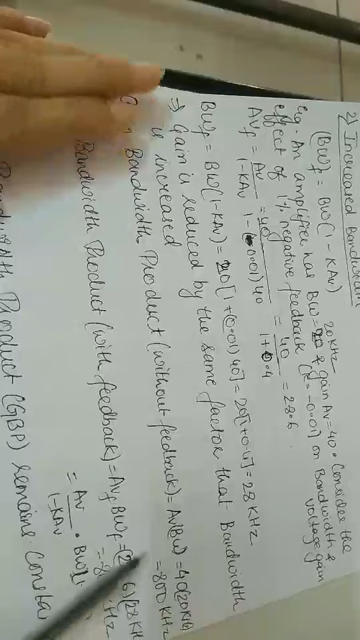 2) Increased Bandwidth
(BW)f = BW(1 - KAv)
eg - An amplifier has BW = 20 KHz & gain Av = 40. Consider the
effect of 1% negative feedback (K = -0.01) on Bandwidth & voltage gain
Avf = Av / 1-KAv = 40 / 1-(-0.01)40 = 40 / 1+0.4 = 28.6.
BWf = BW(1-KAv) = 20[1+(0.01)40] = 20[1+0.4] = 28 KHz
⇒ Gain is reduced by the same factor that Bandwidth
is increased
Bandwidth Product (without feedback) = Av(BW) = 40(20KHz) = 800 KHz
Bandwidth Product (with feedback) = Avf BWf = 6)(28 KHz
= Av / 1-KAv . BW[1
Bandwidth Product (GBP) remains